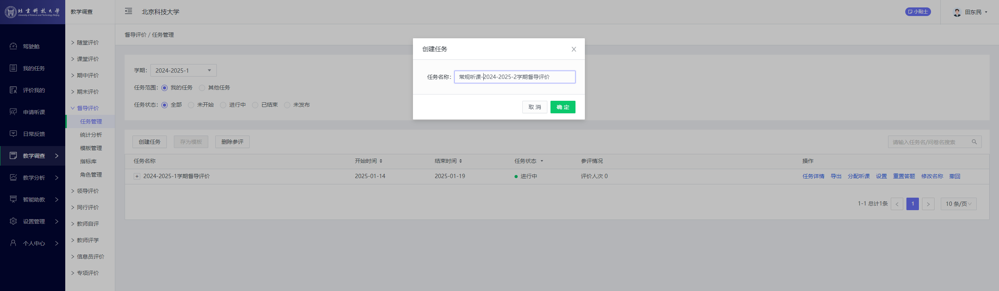 北京科技大学
University of Science and Technology Beijing
教学调查
北京科技大学
小贴士
田东民
驾驶舱
我的任务
评价我的
申请听课
日常反馈
教学调查
教学分析
智能助教
设置管理
个人中心
随堂评价
课堂评价
期中评价
期末评价
督导评价
任务管理
统计分析
模板管理
指标库
角色管理
领导评价
同行评价
教师自评
教师评学
信息员评价
专项评价
督导评价 / 任务管理
学期: 2024-2025-1
任务范围: 我的任务 其他任务
任务状态: 全部 未开始 进行中 已结束 未发布
创建任务 X
任务名称: 常规听课-2024-2025-2学期督导评价
取 消 确 定
创建任务 存为模板 删除参评 请输入任务名/问卷名搜索
任务名称 开始时间 结束时间 任务状态 参评情况 操作
2024-2025-1学期督导评价 2025-01-14 2025-01-19 进行中 评价人次 0 任务详情 导出 分配听课 设置 重置答题 修改名称 撤回
1-1 总计1条 < 1 > 10 条/页